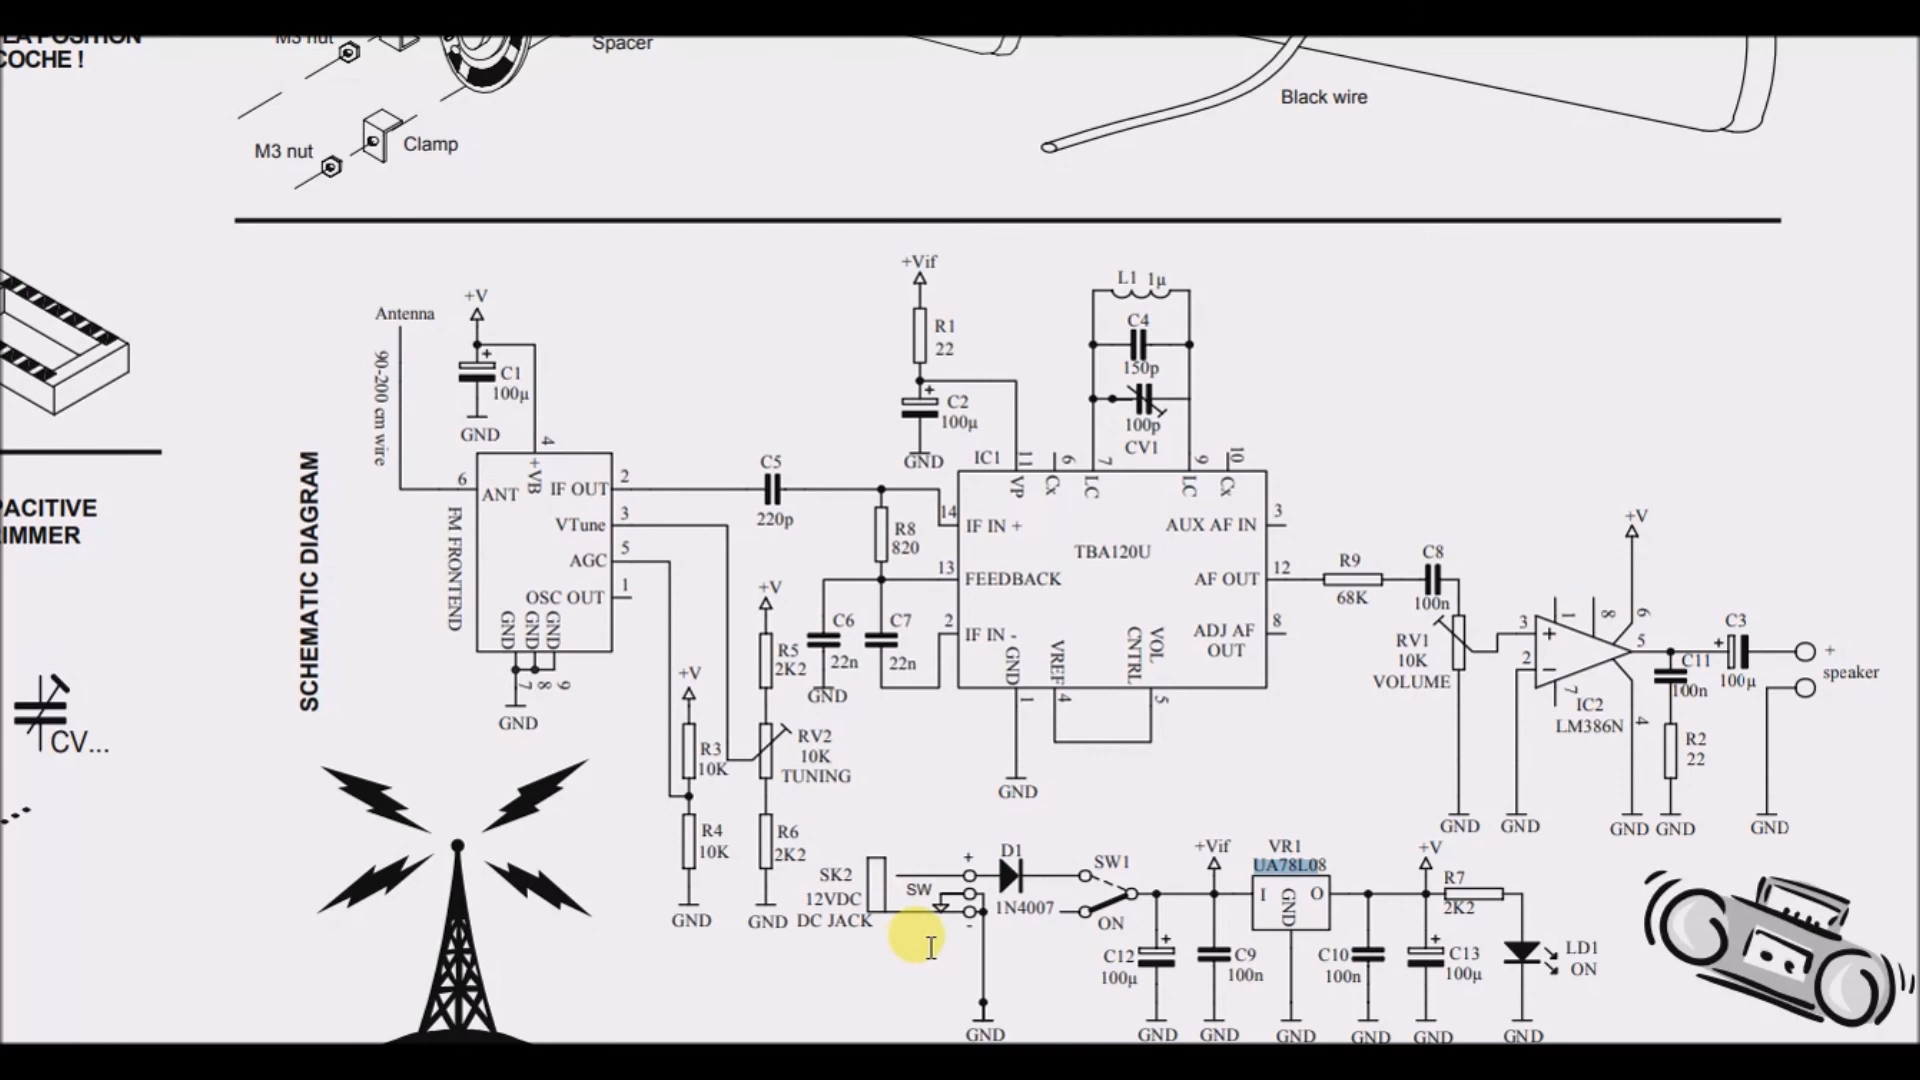 LA POSITION
COCHE !
M3 nut
Spacer
Black wire
M3 nut
Clamp
PACITIVE
IMMER
CV...
SCHEMATIC DIAGRAM
Antenna
90-200 cm wire
+V
+
C1
100µ
GND
4
6
ANT
+VB
IF OUT
2
VTune
3
AGC
5
OSC OUT
1
FM FRONTEND
GND
GND
GND
7
8
9
GND
C5
220p
R8
820
C6
22n
C7
22n
GND
+V
R5
2K2
RV2
10K
TUNING
R6
2K2
GND
+V
R3
10K
R4
10K
GND
+Vif
R1
22
+
C2
100µ
GND
L1 1µ
C4
150p
100p
CV1
IC1
11
6
7
9
10
VP
Cx
LC
LC
Cx
14
IF IN +
13
FEEDBACK
2
IF IN -
TBA120U
AUX AF IN
3
AF OUT
12
ADJ AF
OUT
8
GND
VREF
VOL
CNTRL
1
4
5
GND
R9
68K
C8
100n
RV1
10K
VOLUME
GND
+V
3
+
2
−
1
8
6
5
7
4
IC2
LM386N
GND
GND
C11
100n
R2
22
GND
+
C3
100µ
+
speaker
GND
SK2
12VDC
DC JACK
SW
+
-
D1
1N4007
GND
SW1
ON
+
C12
100µ
GND
+Vif
C9
100n
GND
VR1
UA78L08
I
GND
O
GND
C10
100n
GND
+V
+
C13
100µ
GND
R7
2K2
LD1
ON
GND